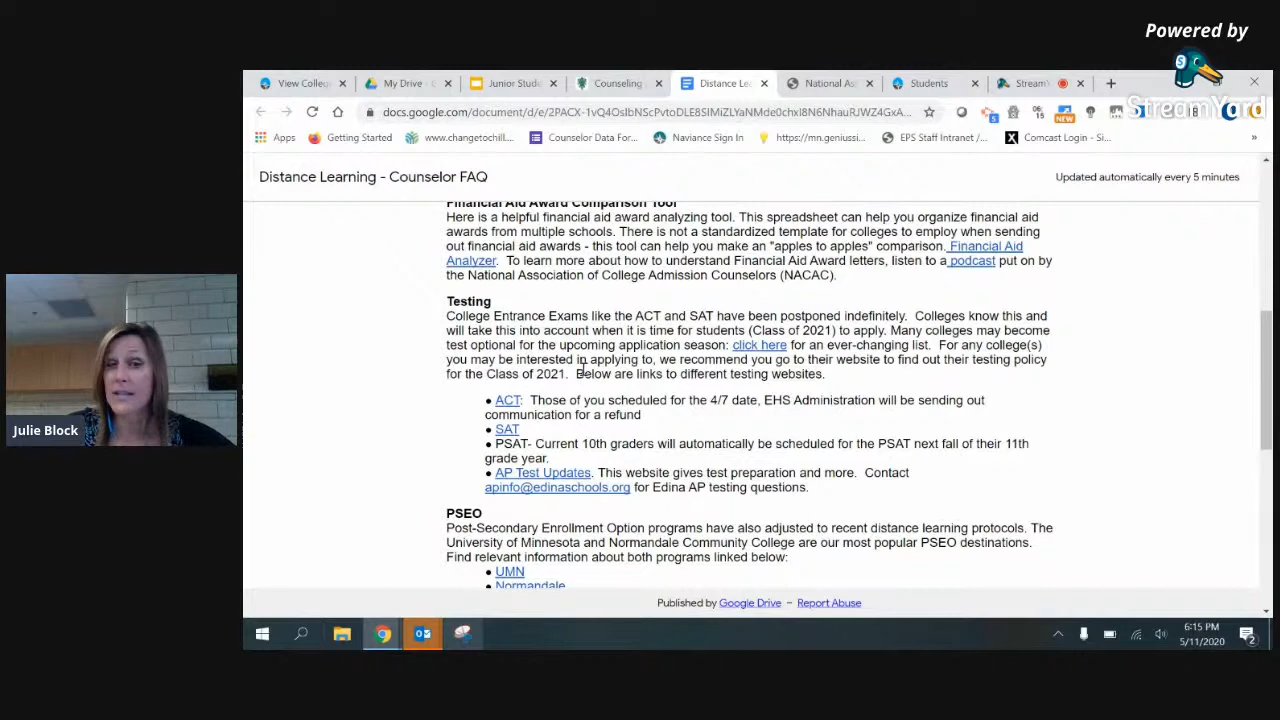 Powered by
StreamYard
View Colleg
My Drive - G
Junior Stude
Counseling
Distance Lea
National Ass
Students
StreamY
docs.google.com/document/d/e/2PACX-1vQ4OsIbNScPvtoDLE8SIMiZLYaNMde0chxI8N6NhauRJWZ4GxA...
NEW
Apps
Getting Started
www.changetochill....
Counselor Data For...
Naviance Sign In
https://mn.geniussi...
EPS Staff Intranet /...
Comcast Login - Si...
»
Distance Learning - Counselor FAQ
Updated automatically every 5 minutes
Financial Aid Award Comparison Tool
Here is a helpful financial aid award analyzing tool. This spreadsheet can help you organize financial aid
awards from multiple schools. There is not a standardized template for colleges to employ when sending
out financial aid awards - this tool can help you make an "apples to apples" comparison. Financial Aid
Analyzer. To learn more about how to understand Financial Award letters, listen to a podcast put on by
the National Association of College Admission Counselors (NACAC).
Testing
College Entrance Exams like the ACT and SAT have been postponed indefinitely. Colleges know this and
will take this into account when it is time for students (Class of 2021) to apply. Many colleges may become
test optional for the upcoming application season: click here for an ever-changing list. For any college(s)
you may be interested in applying to, we recommend you go to their website to find out their testing policy
for the Class of 2021. Below are links to different testing websites.
● ACT: Those of you scheduled for the 4/7 date, EHS Administration will be sending out
communication for a refund
● SAT
● PSAT- Current 10th graders will automatically be scheduled for the PSAT next fall of their 11th
grade year.
● AP Test Updates. This website gives test preparation and more. Contact
apinfo@edinaschools.org for Edina AP testing questions.
PSEO
Post-Secondary Enrollment Option programs have also adjusted to recent distance learning protocols. The
University of Minnesota and Normandale Community College are our most popular PSEO destinations.
Find relevant information about both programs linked below:
● UMN
● Normandale
Published by Google Drive – Report Abuse
Julie Block
6:15 PM
5/11/2020
2